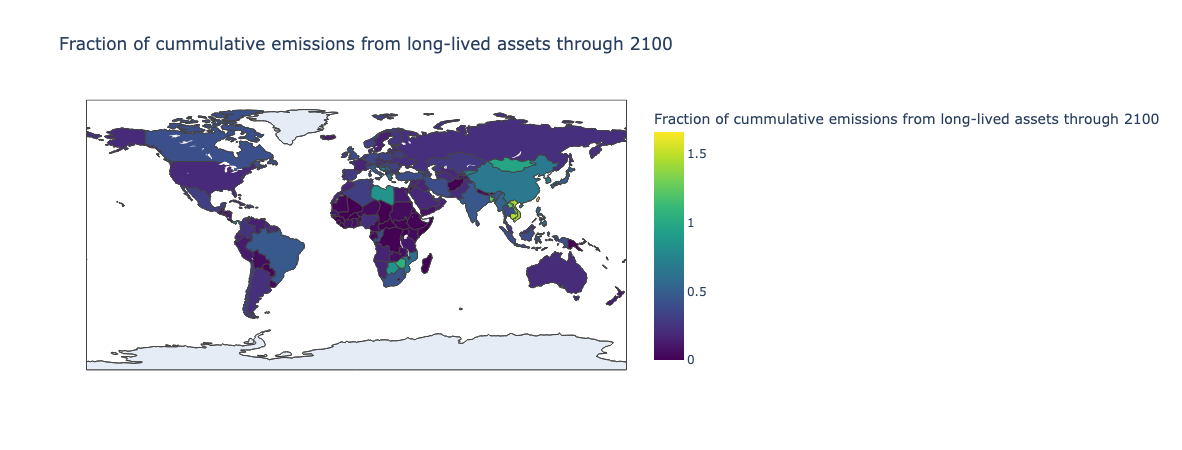 Fraction of cummulative emissions from long-lived assets through 2100
Fraction of cummulative emissions from long-lived assets through 2100
1.5
1
0.5
0